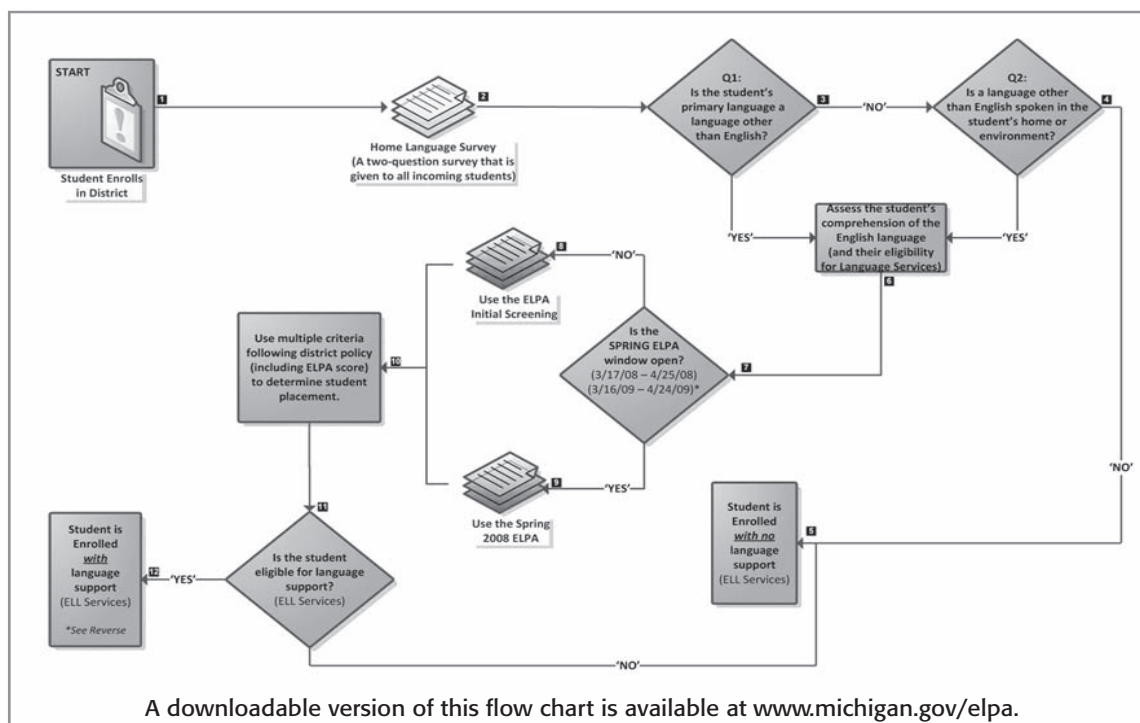 START
1
Student Enrolls
in District
2
Home Language Survey
(A two-question survey that is
given to all incoming students)
Q1:
Is the student's
primary language a
language other
than English?
3
'NO'
Q2:
Is a language other
than English spoken in the
student's home or
environment?
4
'YES'
'YES'
Assess the student's
comprehension of the
English language
(and their eligibility
for Language Services)
6
7
Is the
SPRING ELPA
window open?
(3/17/08 – 4/25/08)
(3/16/09 – 4/24/09)*
'NO'
8
Use the ELPA
Initial Screening
'YES'
9
Use the Spring
2008 ELPA
10
Use multiple criteria
following district policy
(including ELPA score)
to determine student
placement.
11
Is the student
eligible for language
support?
(ELL Services)
'YES'
12
Student is
Enrolled
with
language
support
(ELL Services)
*See Reverse
'NO'
'NO'
5
Student is
Enrolled
with no
language
support
(ELL Services)
A downloadable version of this flow chart is available at www.michigan.gov/elpa.